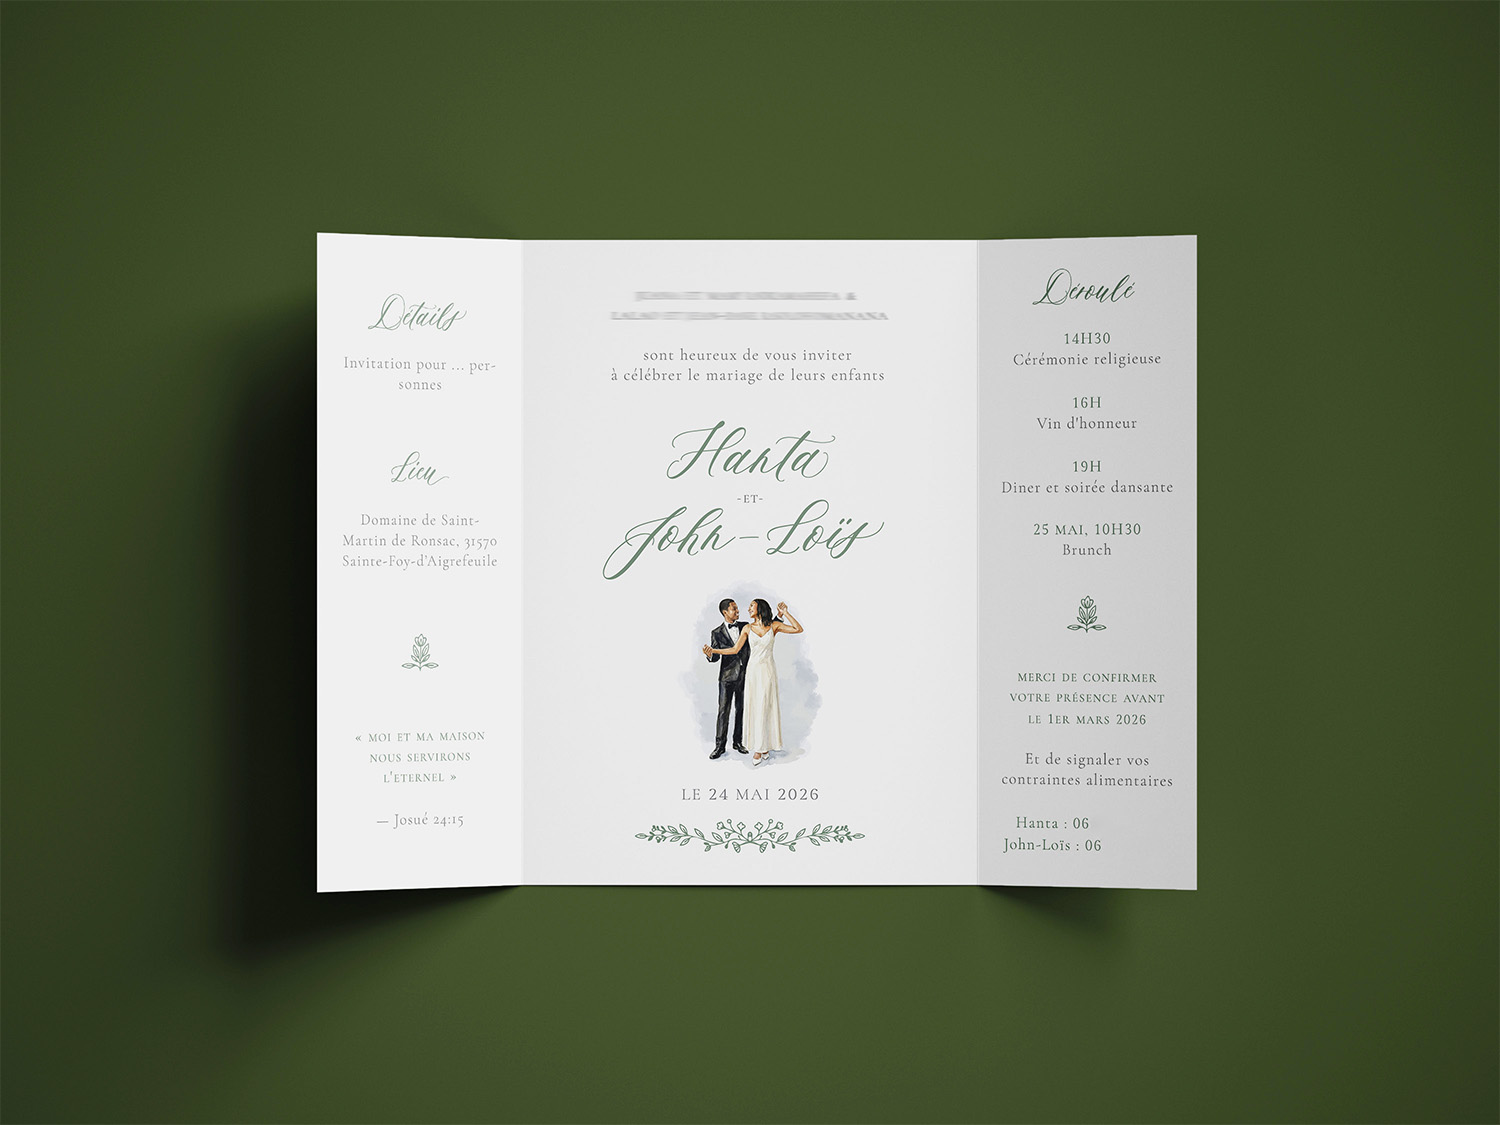 Détails
Invitation pour ... per-
sonnes
Lieu
Domaine de Saint-
Martin de Ronsac, 31570
Sainte-Foy-d'Aigrefeuile
« MOI ET MA MAISON
NOUS SERVIRONS
L'ETERNEL »
— Josué 24:15
sont heureux de vous inviter
à célébrer le mariage de leurs enfants
Hanta
-ET-
John-Loïs
LE 24 MAI 2026
Déroulé
14H30
Cérémonie religieuse
16H
Vin d'honneur
19H
Diner et soirée dansante
25 MAI, 10H30
Brunch
MERCI DE CONFIRMER
VOTRE PRÉSENCE AVANT
LE 1ER MARS 2026
Et de signaler vos
contraintes alimentaires
Hanta : 06
John-Loïs : 06